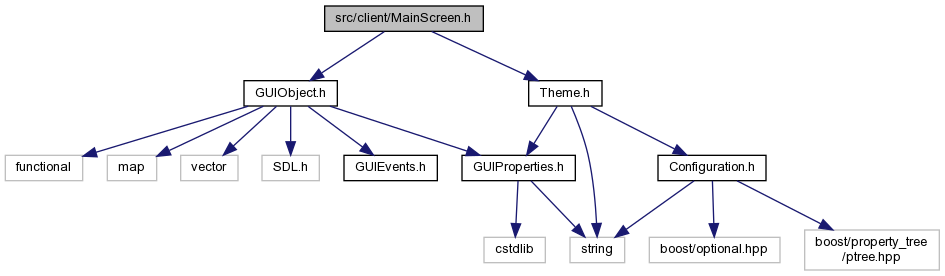 src/client/MainScreen.h
GUIObject.h
Theme.h
functional
map
vector
SDL.h
GUIEvents.h
GUIProperties.h
Configuration.h
cstdlib
string
boost/optional.hpp
boost/property_tree
/ptree.hpp